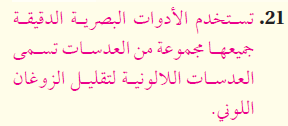 21. تستخدم الأدوات البصرية الدقيقة
جميعها مجموعة من العدسات تسمى
العدسات اللالونية لتقليل الزوغان
اللوني.